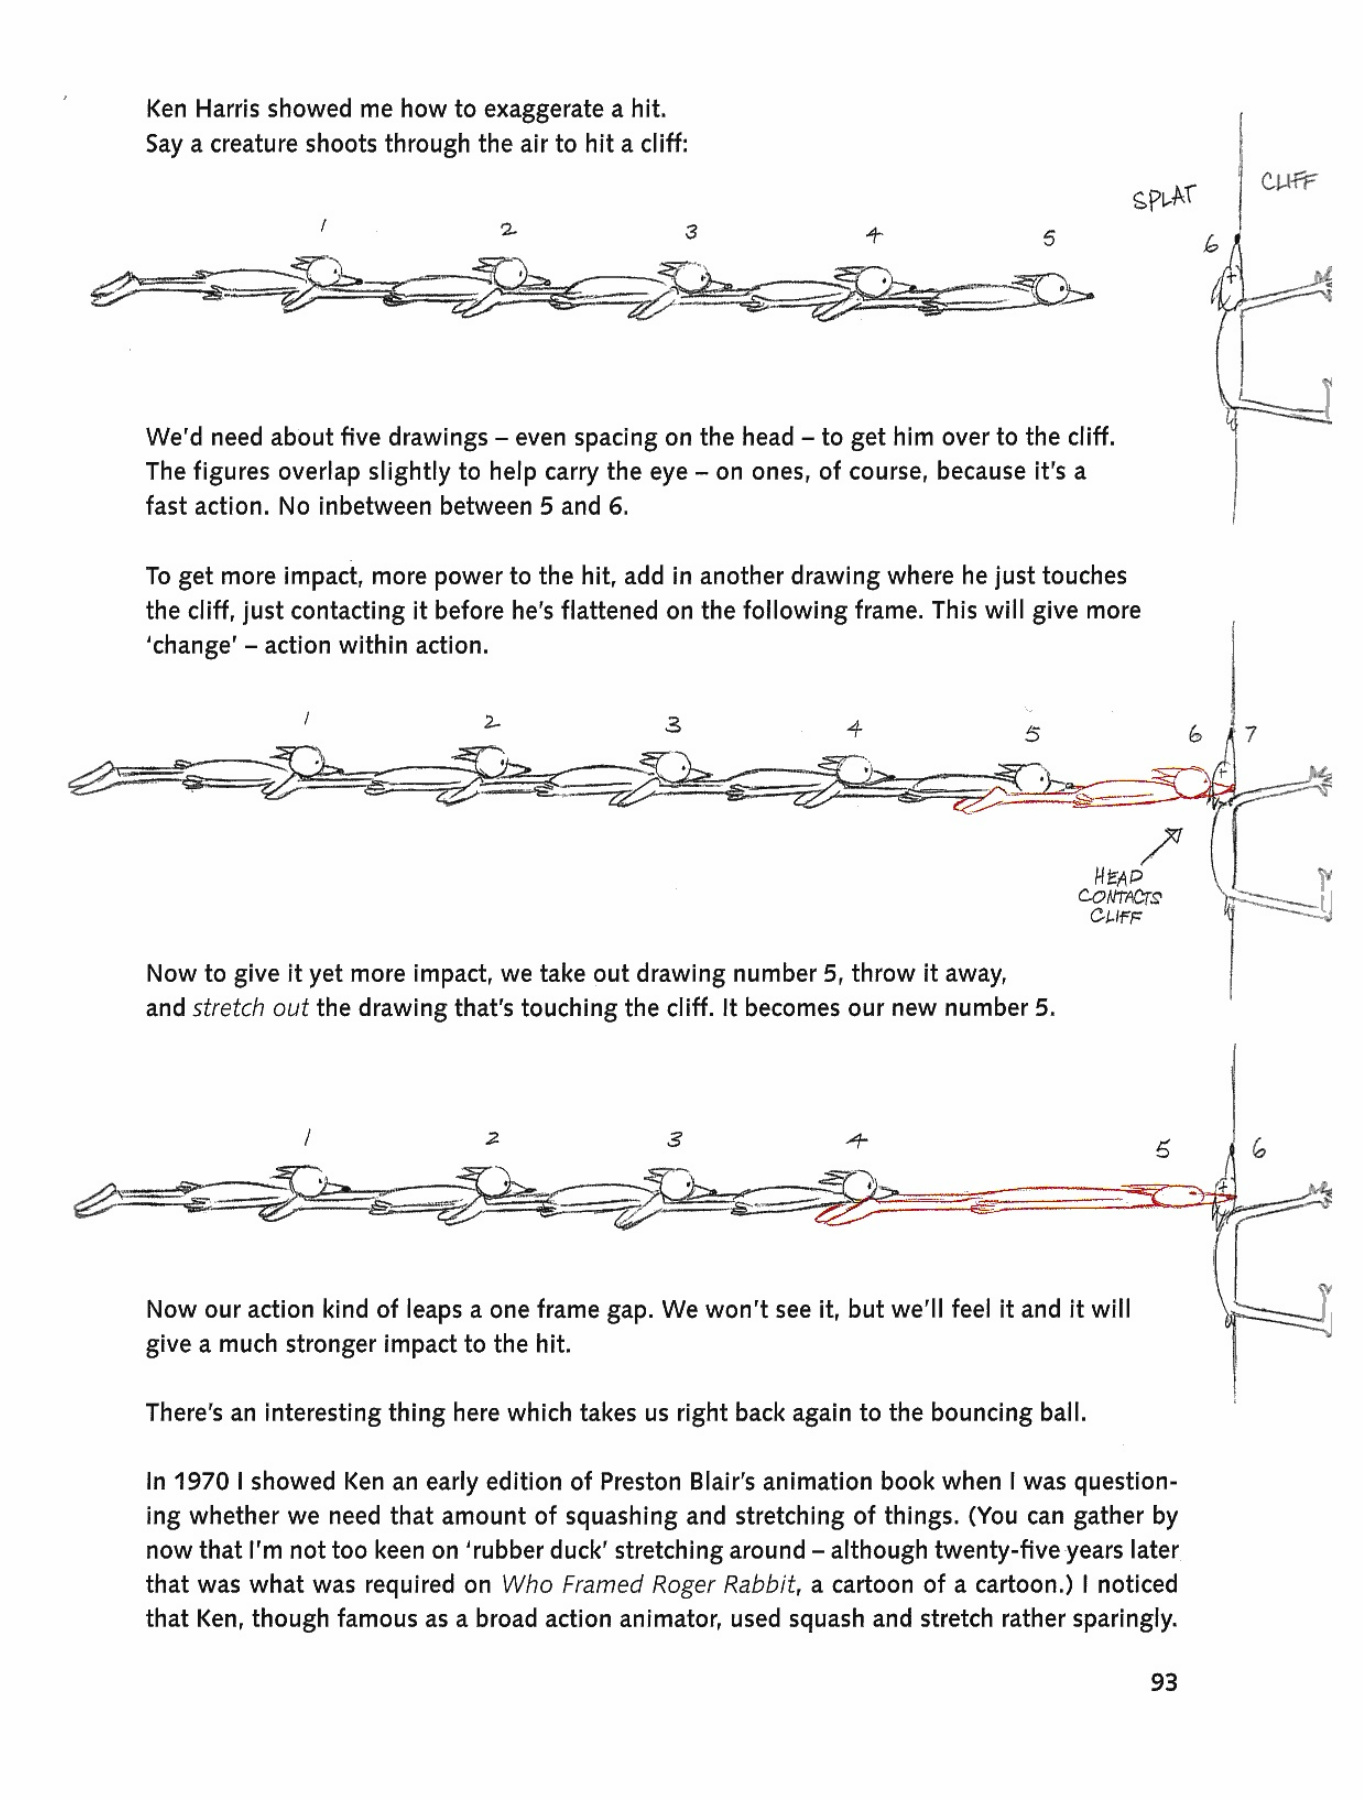 Ken Harris showed me how to exaggerate a hit.
Say a creature shoots through the air to hit a cliff:
SPLAT
CLIFF
1 2 3 4 5 6
We'd need about five drawings – even spacing on the head – to get him over to the cliff.
The figures overlap slightly to help carry the eye – on ones, of course, because it's a
fast action. No inbetween between 5 and 6.
To get more impact, more power to the hit, add in another drawing where he just touches
the cliff, just contacting it before he's flattened on the following frame. This will give more
'change' – action within action.
1 2 3 4 5 6 7
HEAD
CONTACTS
CLIFF
Now to give it yet more impact, we take out drawing number 5, throw it away,
and stretch out the drawing that's touching the cliff. It becomes our new number 5.
1 2 3 4 5 6
Now our action kind of leaps a one frame gap. We won't see it, but we'll feel it and it will
give a much stronger impact to the hit.
There's an interesting thing here which takes us right back again to the bouncing ball.
In 1970 I showed Ken an early edition of Preston Blair's animation book when I was question-
ing whether we need that amount of squashing and stretching of things. (You can gather by
now that I'm not too keen on 'rubber duck' stretching around – although twenty-five years later
that was what was required on Who Framed Roger Rabbit, a cartoon of a cartoon.) I noticed
that Ken, though famous as a broad action animator, used squash and stretch rather sparingly.
93